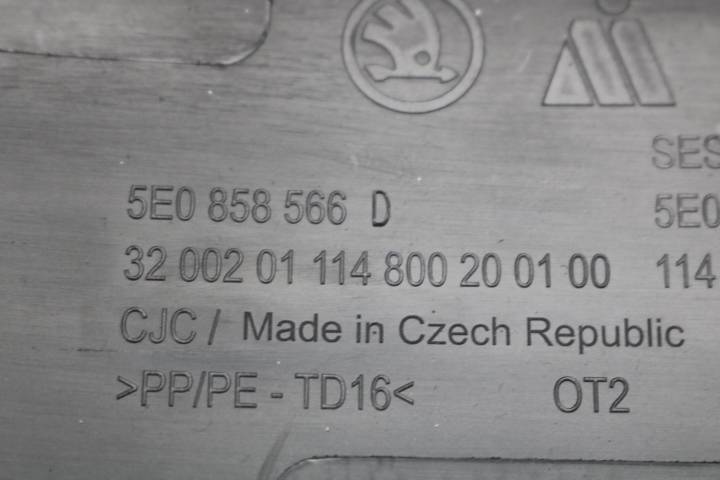 SES
5E0 858 566 D 5E0
32 002 01 114 800 20 01 00 114
CJC / Made in Czech Republic
>PP/PE - TD16< OT2